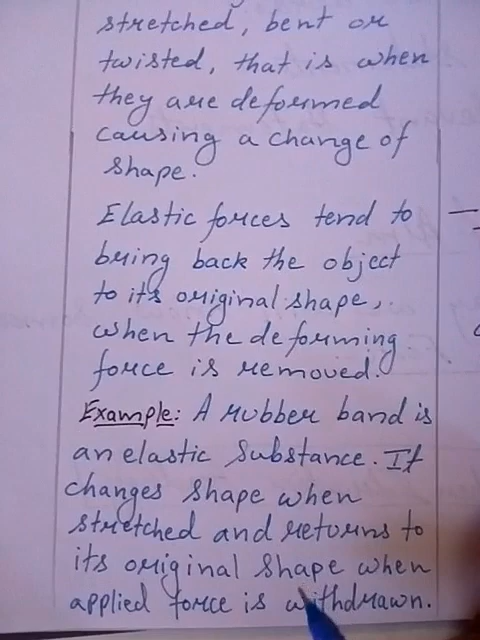 stretched, bent or
twisted, that is when
they are deformed
causing a change of
shape.
Elastic forces tend to
bring back the object
to its original shape,
when the deforming
force is removed.
Example: A rubber band is
an elastic substance. It
changes shape when
stretched and returns to
its original shape when
applied force is withdrawn.